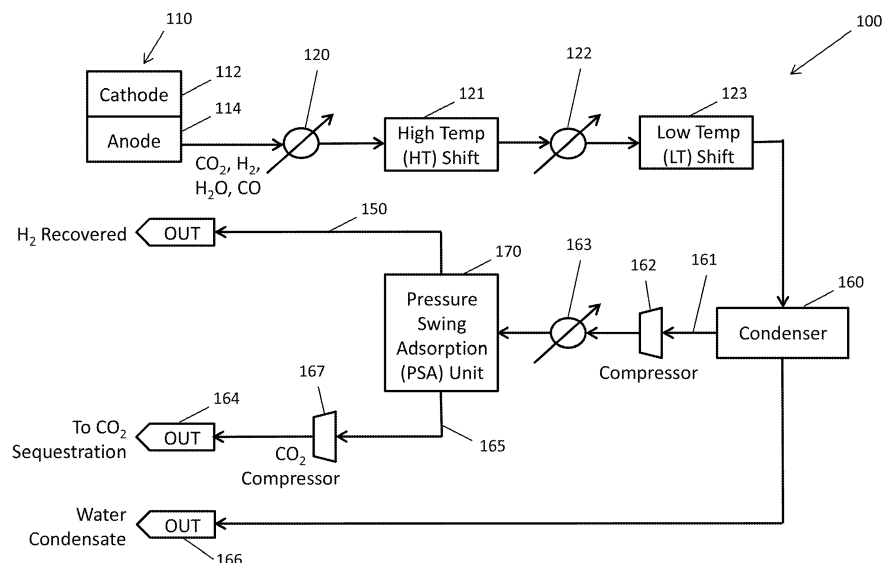 110
100
112
120
122
121
123
Cathode
114
Anode
High Temp
(HT) Shift
Low Temp
(LT) Shift
CO₂, H₂,
H₂O, CO
150
H₂ Recovered
OUT
170
163
162
161
160
Pressure
Swing
Adsorption
(PSA) Unit
Condenser
Compressor
167
164
To CO₂
Sequestration
OUT
165
CO₂
Compressor
Water
Condensate
OUT
166